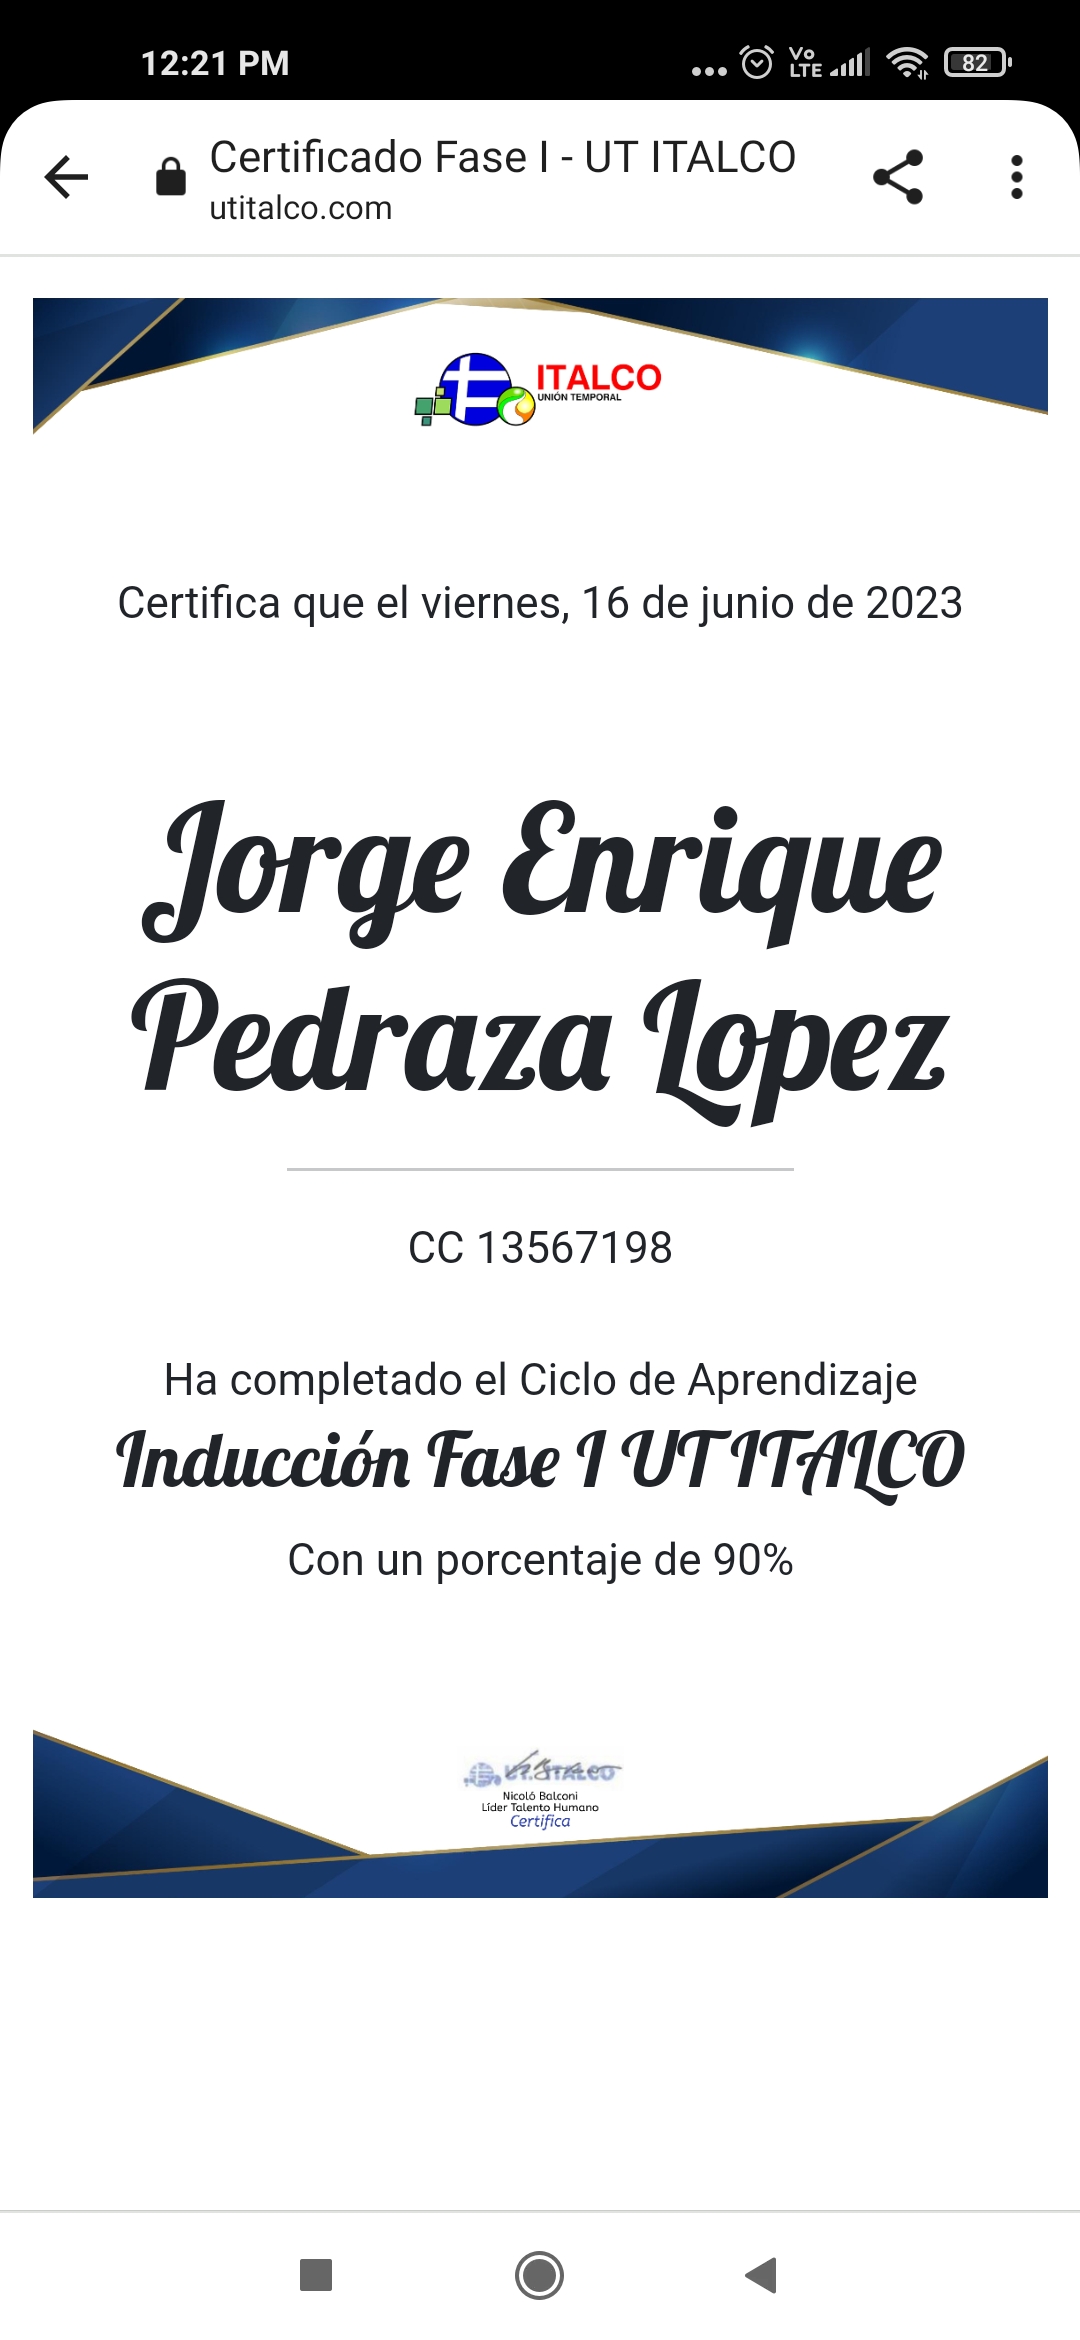 12:21 PM
Vo LTE
82
Certificado Fase I - UT ITALCO
utitalco.com
ITALCO
UNIÓN TEMPORAL
Certifica que el viernes, 16 de junio de 2023
Jorge Enrique
Pedraza Lopez
CC 13567198
Ha completado el Ciclo de Aprendizaje
Inducción Fase I UT ITALCO
Con un porcentaje de 90%
UT. ITALCO
Nicoló Balconi
Líder Talento Humano
Certifica